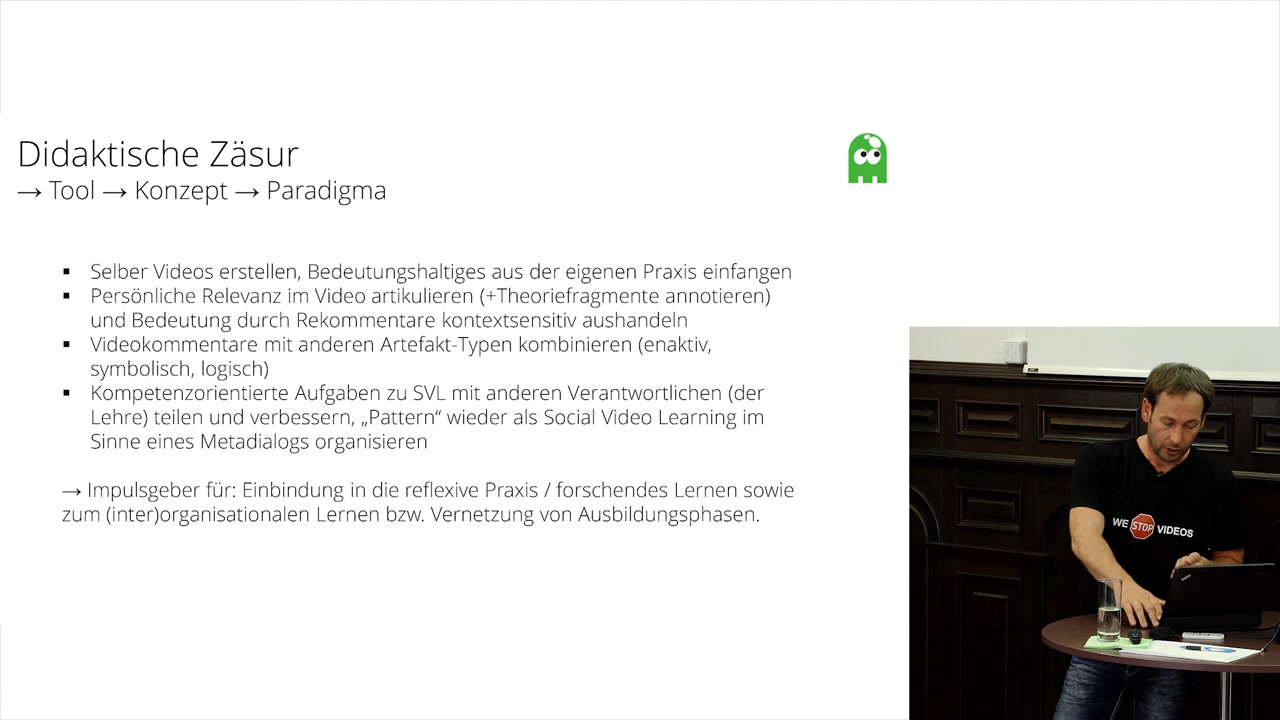 Didaktische Zäsur
→ Tool → Konzept → Paradigma
▪ Selber Videos erstellen, Bedeutungshaltiges aus der eigenen Praxis einfangen
▪ Persönliche Relevanz im Video artikulieren (+Theoriefragmente annotieren)
und Bedeutung durch Rekommentare kontextsensitiv aushandeln
▪ Videokommentare mit anderen Artefakt-Typen kombinieren (enaktiv,
symbolisch, logisch)
▪ Kompetenzorientierte Aufgaben zu SVL mit anderen Verantwortlichen (der
Lehre) teilen und verbessern, „Pattern“ wieder als Social Video Learning im
Sinne eines Metadialogs organisieren
→ Impulsgeber für: Einbindung in die reflexive Praxis / forschendes Lernen sowie
zum (inter)organisationalen Lernen bzw. Vernetzung von Ausbildungsphasen.
WE STOP VIDEOS
ThinkPad